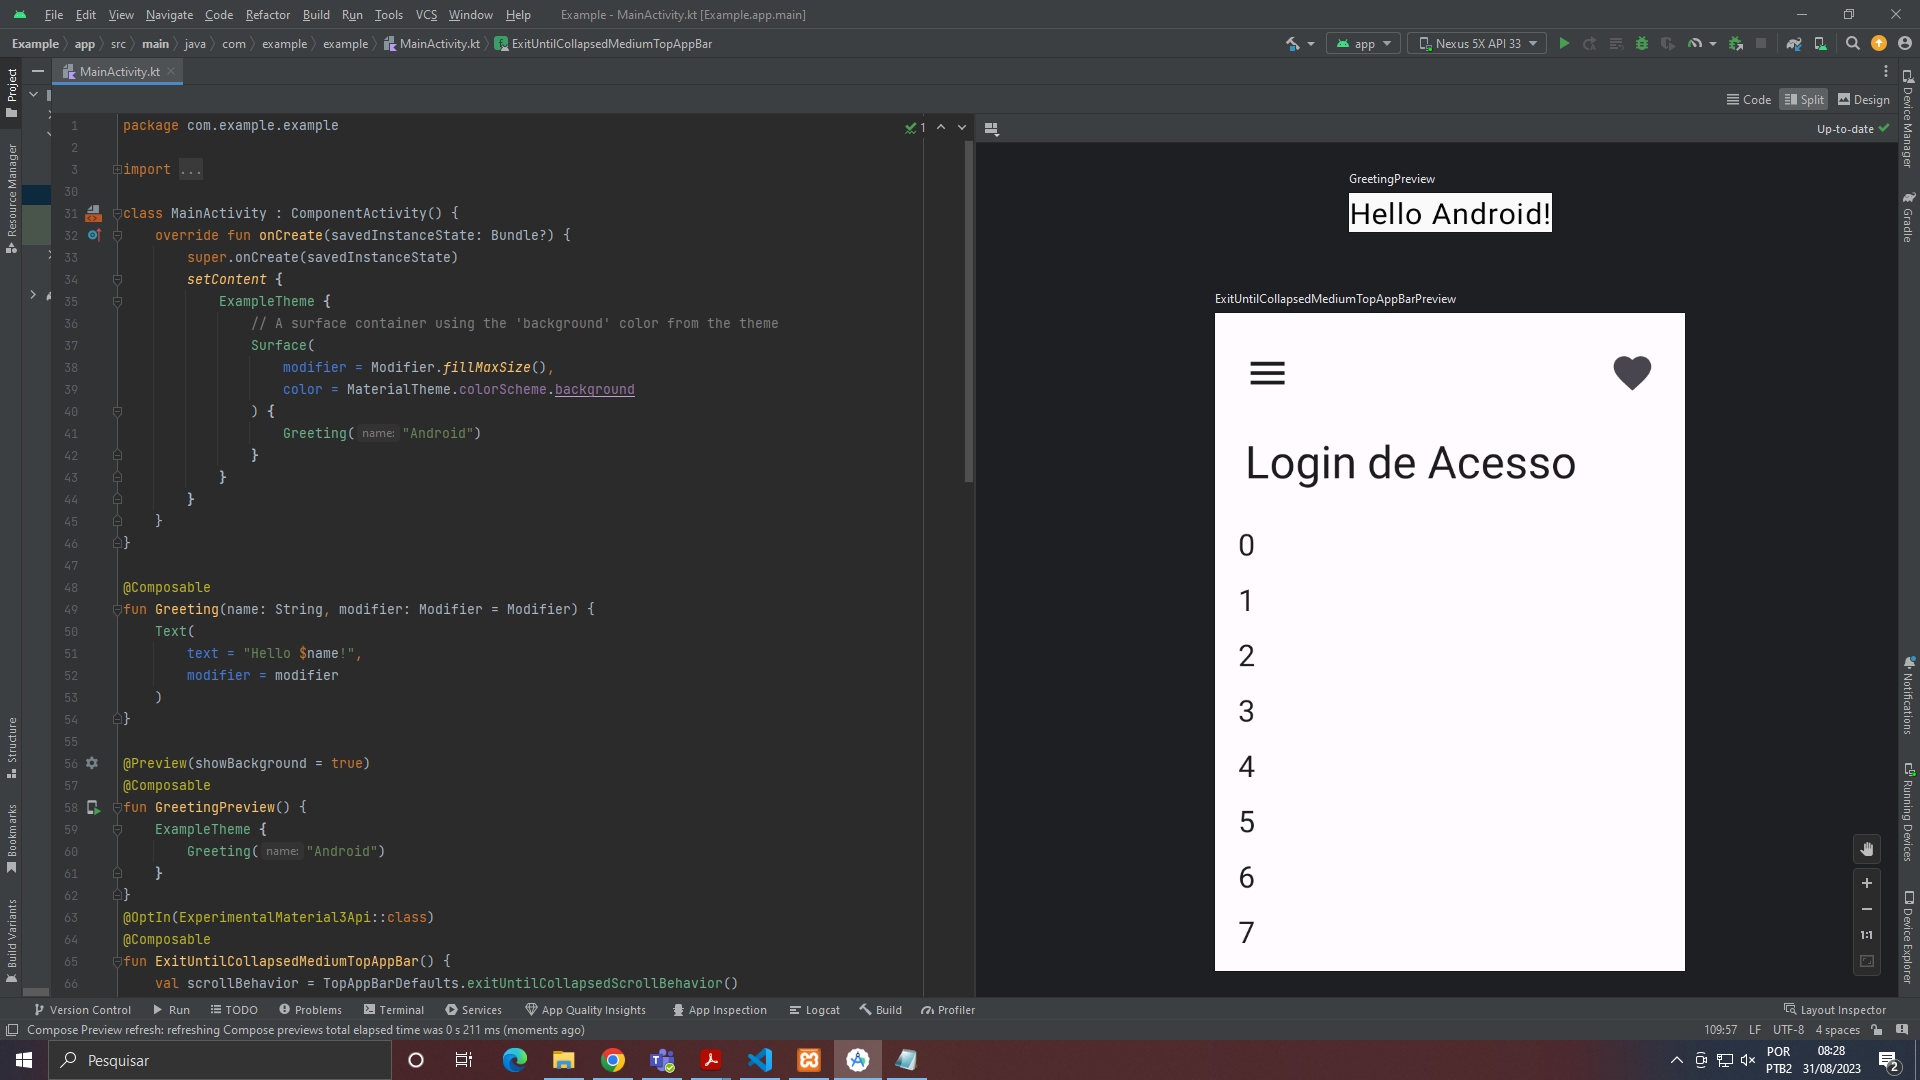 File Edit View Navigate Code Refactor Build Run Tools VCS Window Help Example - MainActivity.kt [Example.app.main]
Example app src main java com example example MainActivity.kt ExitUntilCollapsedMediumTopAppBar app Nexus 5X API 33
Project
Resource Manager
Structure
Bookmarks
Build Variants
MainActivity.kt
Code Split Design
1 package com.example.example
2
3 import ...
30
31 class MainActivity : ComponentActivity() {
32 override fun onCreate(savedInstanceState: Bundle?) {
33 super.onCreate(savedInstanceState)
34 setContent {
35 ExampleTheme {
36 // A surface container using the 'background' color from the theme
37 Surface(
38 modifier = Modifier.fillMaxSize(),
39 color = MaterialTheme.colorScheme.background
40 ) {
41 Greeting( name: "Android")
42 }
43 }
44 }
45 }
46 }
47
48 @Composable
49 fun Greeting(name: String, modifier: Modifier = Modifier) {
50 Text(
51 text = "Hello $name!",
52 modifier = modifier
53 )
54 }
55
56 @Preview(showBackground = true)
57 @Composable
58 fun GreetingPreview() {
59 ExampleTheme {
60 Greeting( name: "Android")
61 }
62 }
63 @OptIn(ExperimentalMaterial3Api::class)
64 @Composable
65 fun ExitUntilCollapsedMediumTopAppBar() {
66 val scrollBehavior = TopAppBarDefaults.exitUntilCollapsedScrollBehavior()
1
Up-to-date
GreetingPreview
Hello Android!
ExitUntilCollapsedMediumTopAppBarPreview
Login de Acesso
0
1
2
3
4
5
6
7
1:1
Device Manager
Gradle
Notifications
Running Devices
Device Explorer
Version Control Run TODO Problems Terminal Services App Quality Insights App Inspection Logcat Build Profiler Layout Inspector
Compose Preview refresh: refreshing Compose previews total elapsed time was 0 s 211 ms (moments ago) 109:57 LF UTF-8 4 spaces
Pesquisar
POR
PTB2
08:28
31/08/2023
2